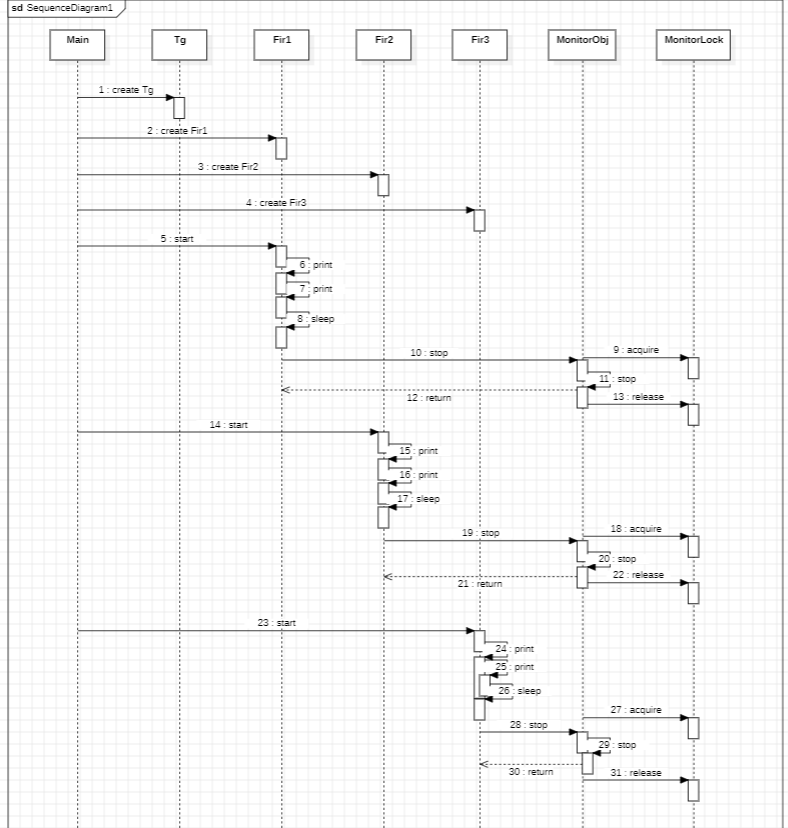 sd SequenceDiagram1
Main
Tg
Fir1
Fir2
Fir3
MonitorObj
MonitorLock
1 : create Tg
2 : create Fir1
3 : create Fir2
4 : create Fir3
5 : start
6 : print
7 : print
8 : sleep
9 : acquire
10 : stop
11 : stop
12 : return
13 : release
14 : start
15 : print
16 : print
17 : sleep
18 : acquire
19 : stop
20 : stop
21 : return
22 : release
23 : start
24 : print
25 : print
26 : sleep
27 : acquire
28 : stop
29 : stop
30 : return
31 : release